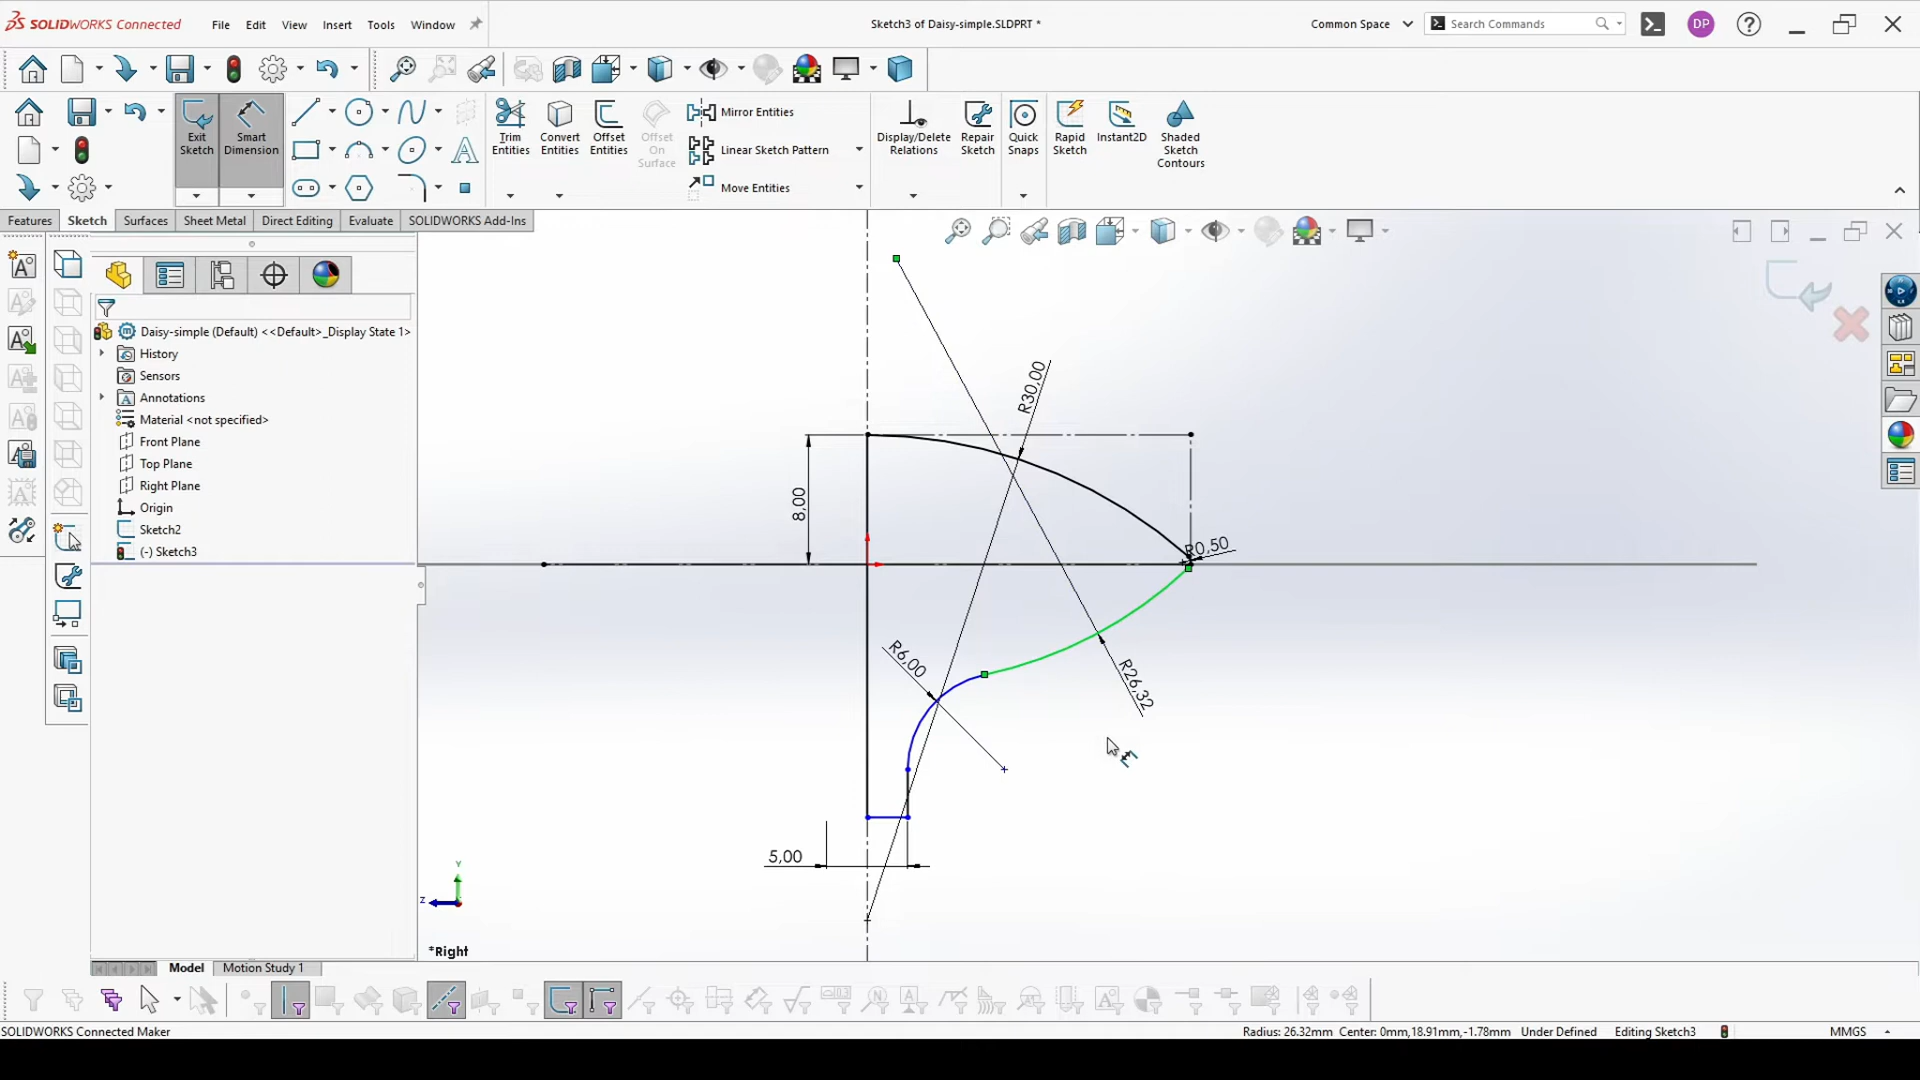 SOLIDWORKS Connected
File
Edit
View
Insert
Tools
Window
Sketch3 of Daisy-simple.SLDPRT *
Common Space
Search Commands
DP
Exit Sketch
Smart Dimension
Trim Entities
Convert Entities
Offset Entities
Offset On Surface
Mirror Entities
Linear Sketch Pattern
Move Entities
Display/Delete Relations
Repair Sketch
Quick Snaps
Rapid Sketch
Instant2D
Shaded Sketch Contours
Features
Sketch
Surfaces
Sheet Metal
Direct Editing
Evaluate
SOLIDWORKS Add-Ins
Daisy-simple (Default) <<Default>_Display State 1>
History
Sensors
Annotations
Material <not specified>
Front Plane
Top Plane
Right Plane
Origin
Sketch2
(-) Sketch3
R30,00
8,00
R0,50
R6,00
R26,32
5,00
Y
Z
*Right
Model
Motion Study 1
SOLIDWORKS Connected Maker
Radius: 26.32mm
Center: 0mm,18.91mm,-1.78mm
Under Defined
Editing Sketch3
MMGS